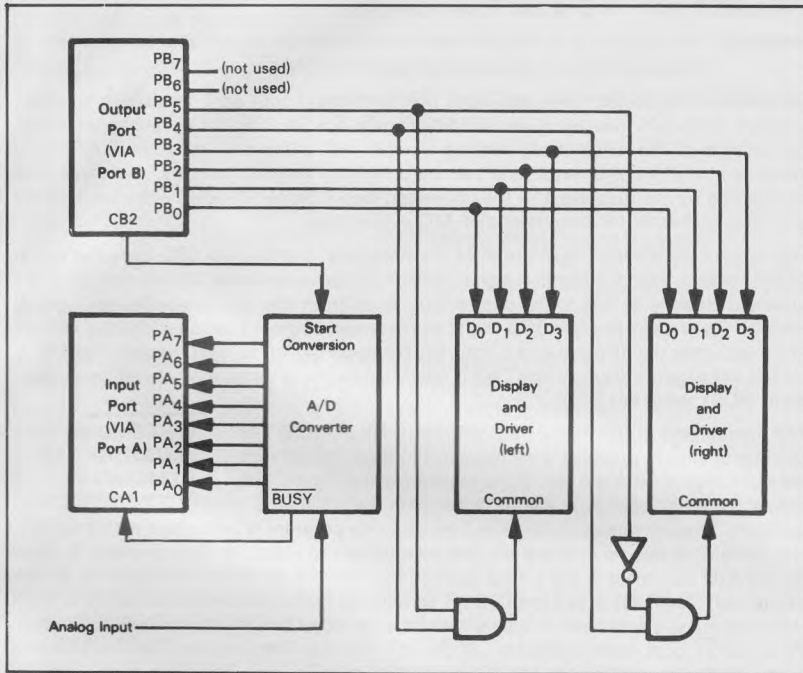 PB7
(not used)
PB6
(not used)
PB5
PB4
PB3
PB2
PB1
PB0
Output
Port
(VIA
Port B)
CB2
PA7
PA6
PA5
PA4
PA3
PA2
PA1
PA0
Input
Port
(VIA
Port A)
CA1
Start
Conversion
A/D
Converter
BUSY
D0 D1 D2 D3
Display
and
Driver
(left)
Common
D0 D1 D2 D3
Display
and
Driver
(right)
Common
Analog Input